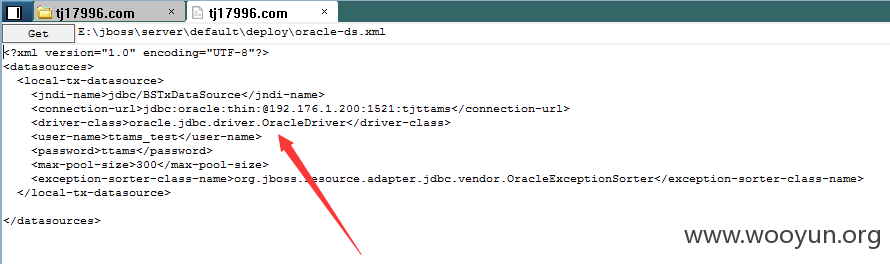 tj17996.com × tj17996.com ×
Get E:\jboss\server\default\deploy\oracle-ds.xml
<?xml version="1.0" encoding="UTF-8"?>
<datasources>
<local-tx-datasource>
<jndi-name>jdbc/BSTxDataSource</jndi-name>
<connection-url>jdbc:oracle:thin:@192.176.1.200:1521:tjttams</connection-url>
<driver-class>oracle.jdbc.driver.OracleDriver</driver-class>
<user-name>ttams_test</user-name>
<password>ttams</password>
<max-pool-size>300</max-pool-size>
<exception-sorter-class-name>org.jboss.resource.adapter.jdbc.vendor.OracleExceptionSorter</exception-sorter-class-name>
</local-tx-datasource>
</datasources>
www.wooyun.org